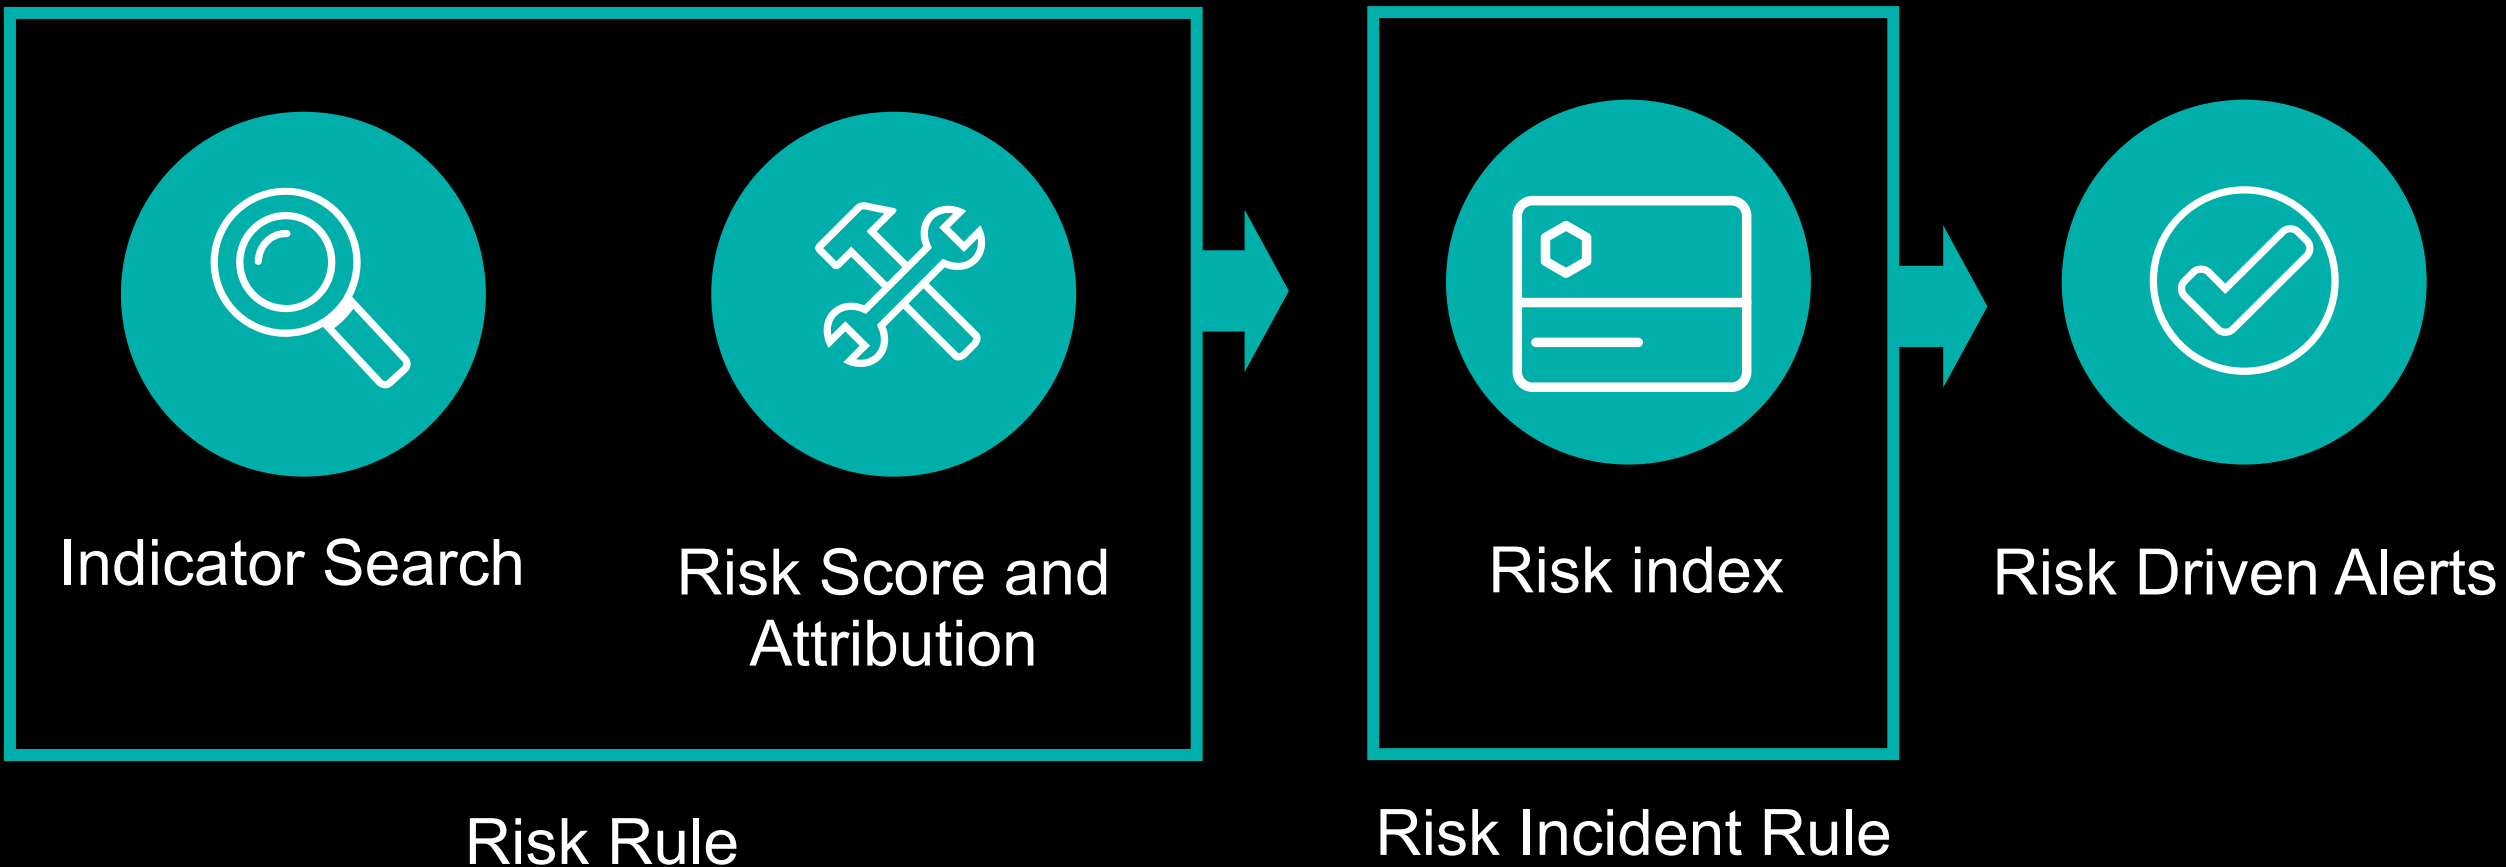 Indicator Search
Risk Score and
Attribution
Risk index
Risk Driven Alerts
Risk Rule
Risk Incident Rule